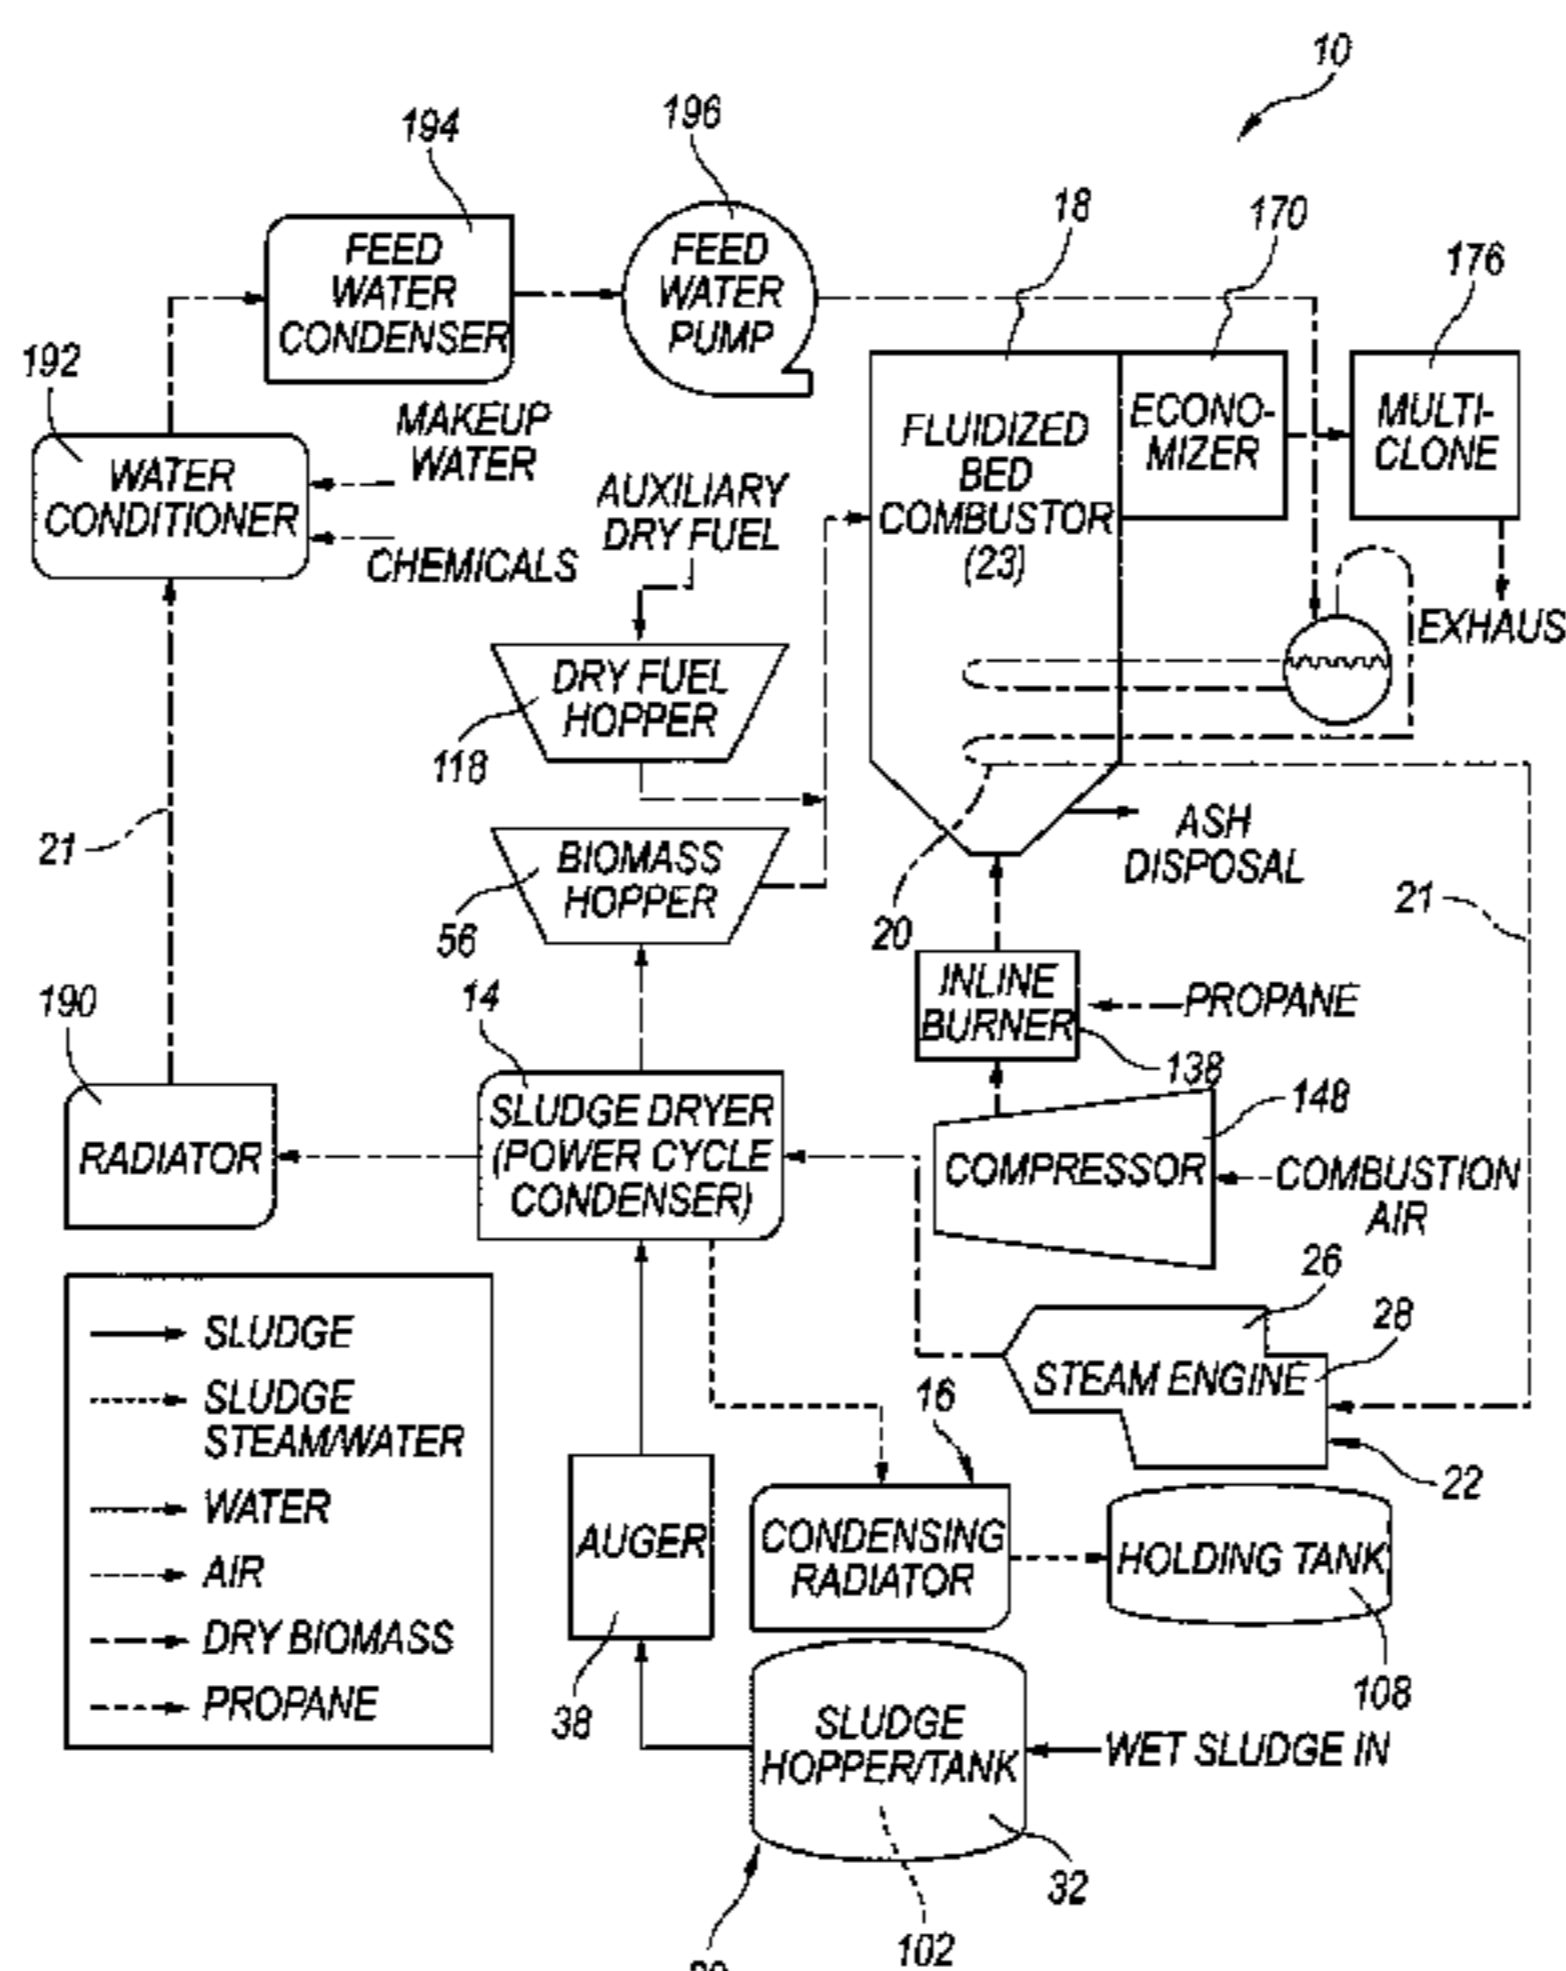 10
194
196
18
170
176
FEED
WATER
CONDENSER
FEED
WATER
PUMP
192
MAKEUP
WATER
WATER
CONDITIONER
CHEMICALS
AUXILIARY
DRY FUEL
FLUIDIZED
BED
COMBUSTOR
(23)
ECONO-
MIZER
MULTI-
CLONE
EXHAUS
DRY FUEL
HOPPER
118
21
BIOMASS
HOPPER
56
20
ASH
DISPOSAL
21
190
14
INLINE
BURNER
PROPANE
138
148
RADIATOR
SLUDGE DRYER
(POWER CYCLE
CONDENSER)
COMPRESSOR
COMBUSTION
AIR
26
28
STEAM ENGINE
16
22
SLUDGE
SLUDGE
STEAM/WATER
WATER
AIR
DRY BIOMASS
PROPANE
AUGER
38
CONDENSING
RADIATOR
HOLDING TANK
108
SLUDGE
HOPPER/TANK
WET SLUDGE IN
32
102